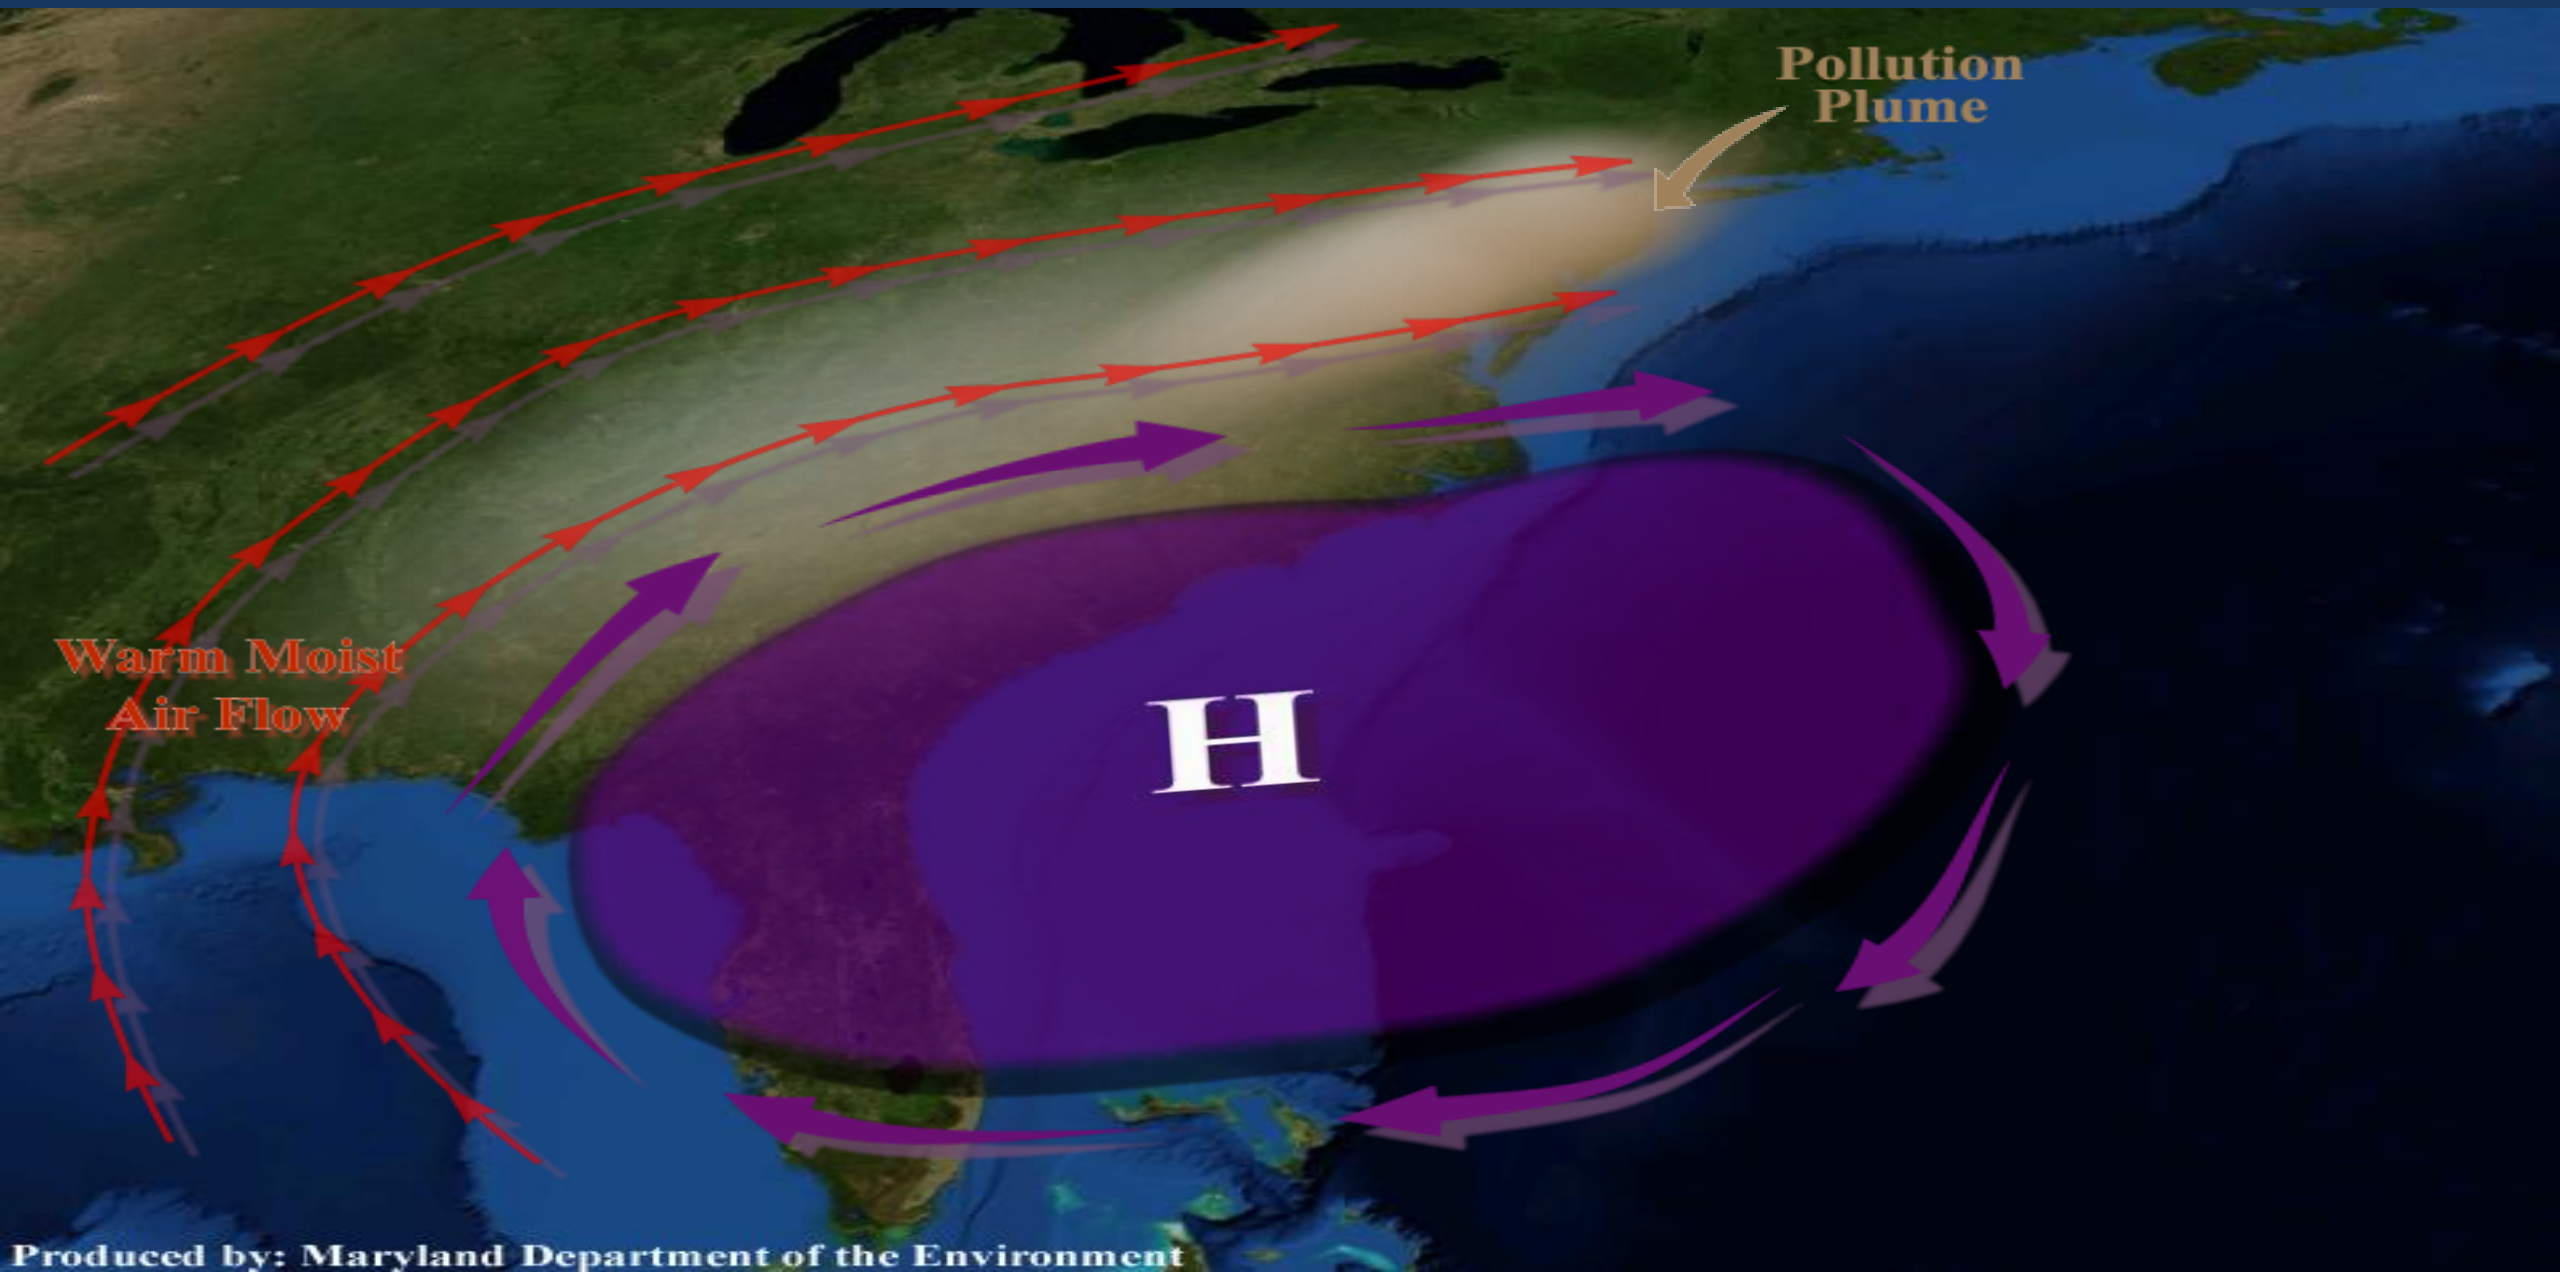 Pollution
Plume
Warm Moist
Air Flow
H
Produced by: Maryland Department of the Environment